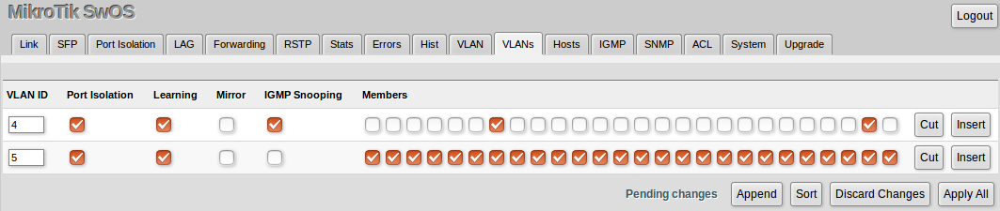 MikroTik SwOS
Logout
Link SFP Port Isolation LAG Forwarding RSTP Stats Errors Hist VLAN VLANs Hosts IGMP SNMP ACL System Upgrade
VLAN ID Port Isolation Learning Mirror IGMP Snooping Members
4 Cut Insert
5 Cut Insert
Pending changes Append Sort Discard Changes Apply All